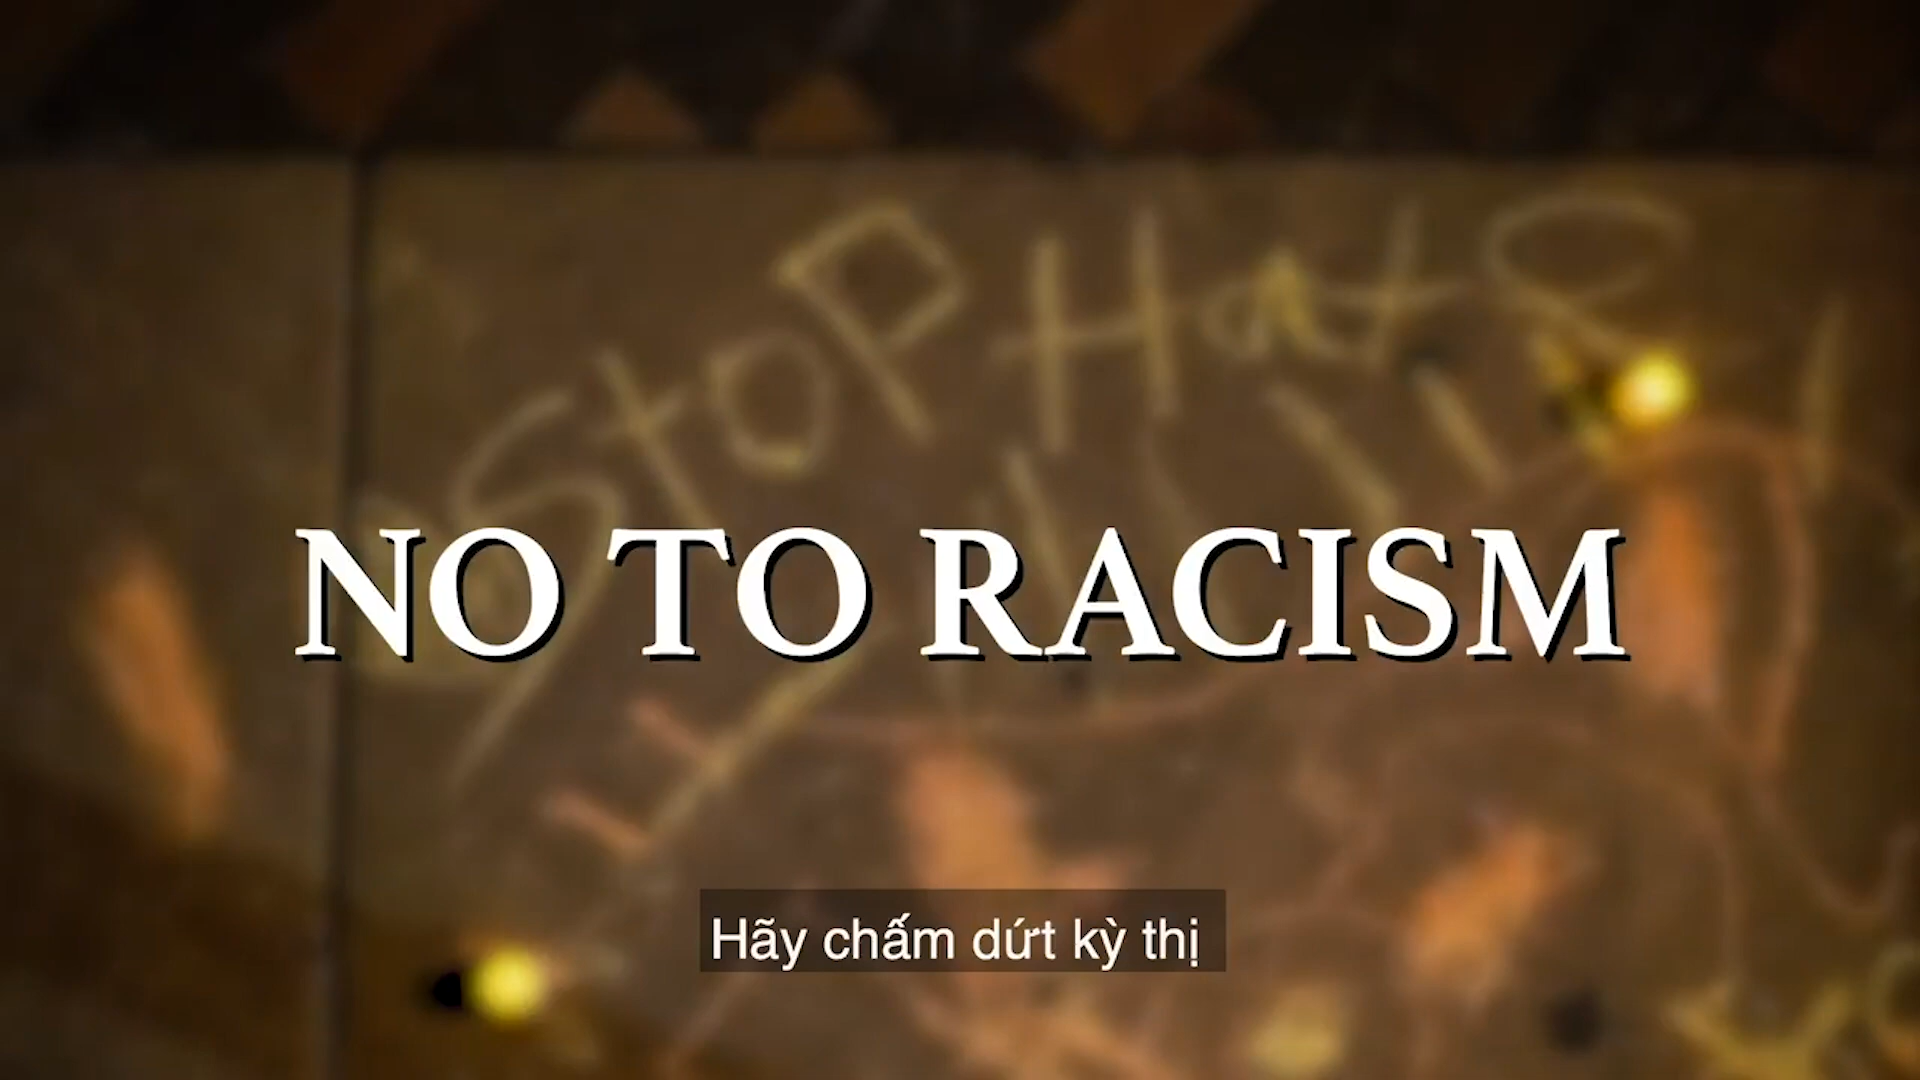 StoP Hate
NO TO RACISM
Hãy chấm dứt kỳ thị